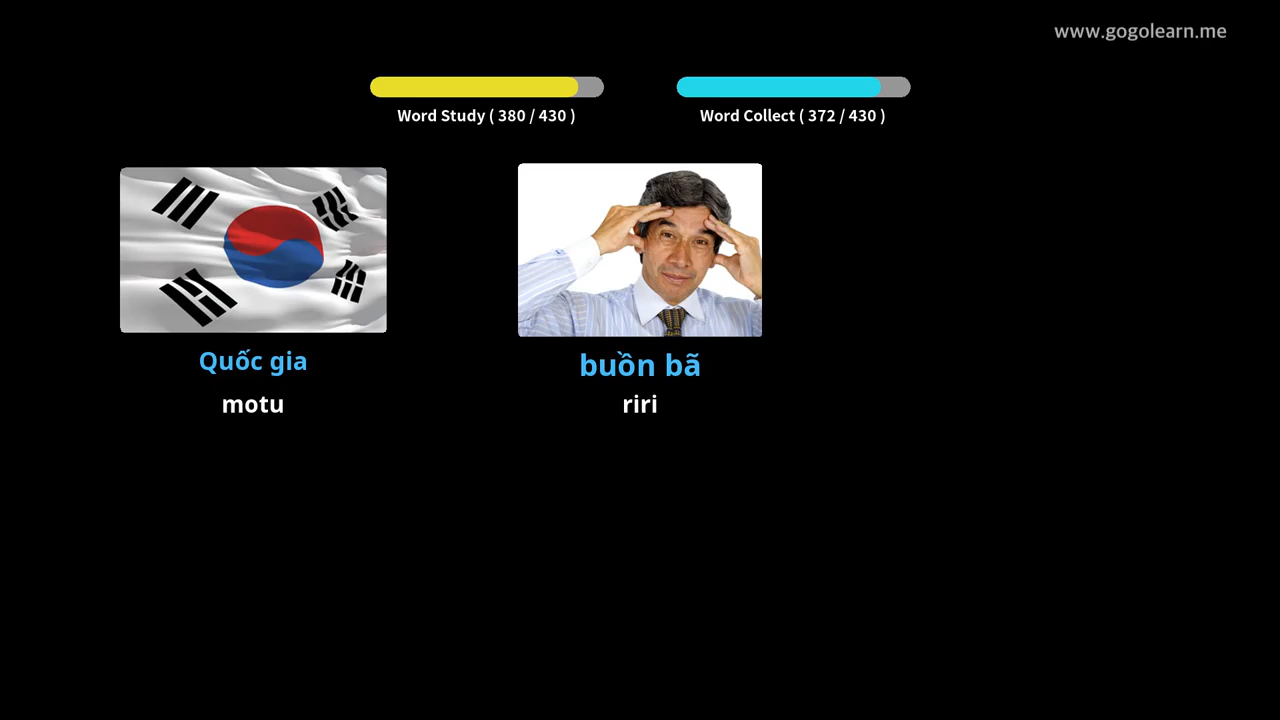 www.gogolearn.me
Word Study ( 380 / 430 )
Word Collect ( 372 / 430 )
Quốc gia
motu
buồn bã
riri